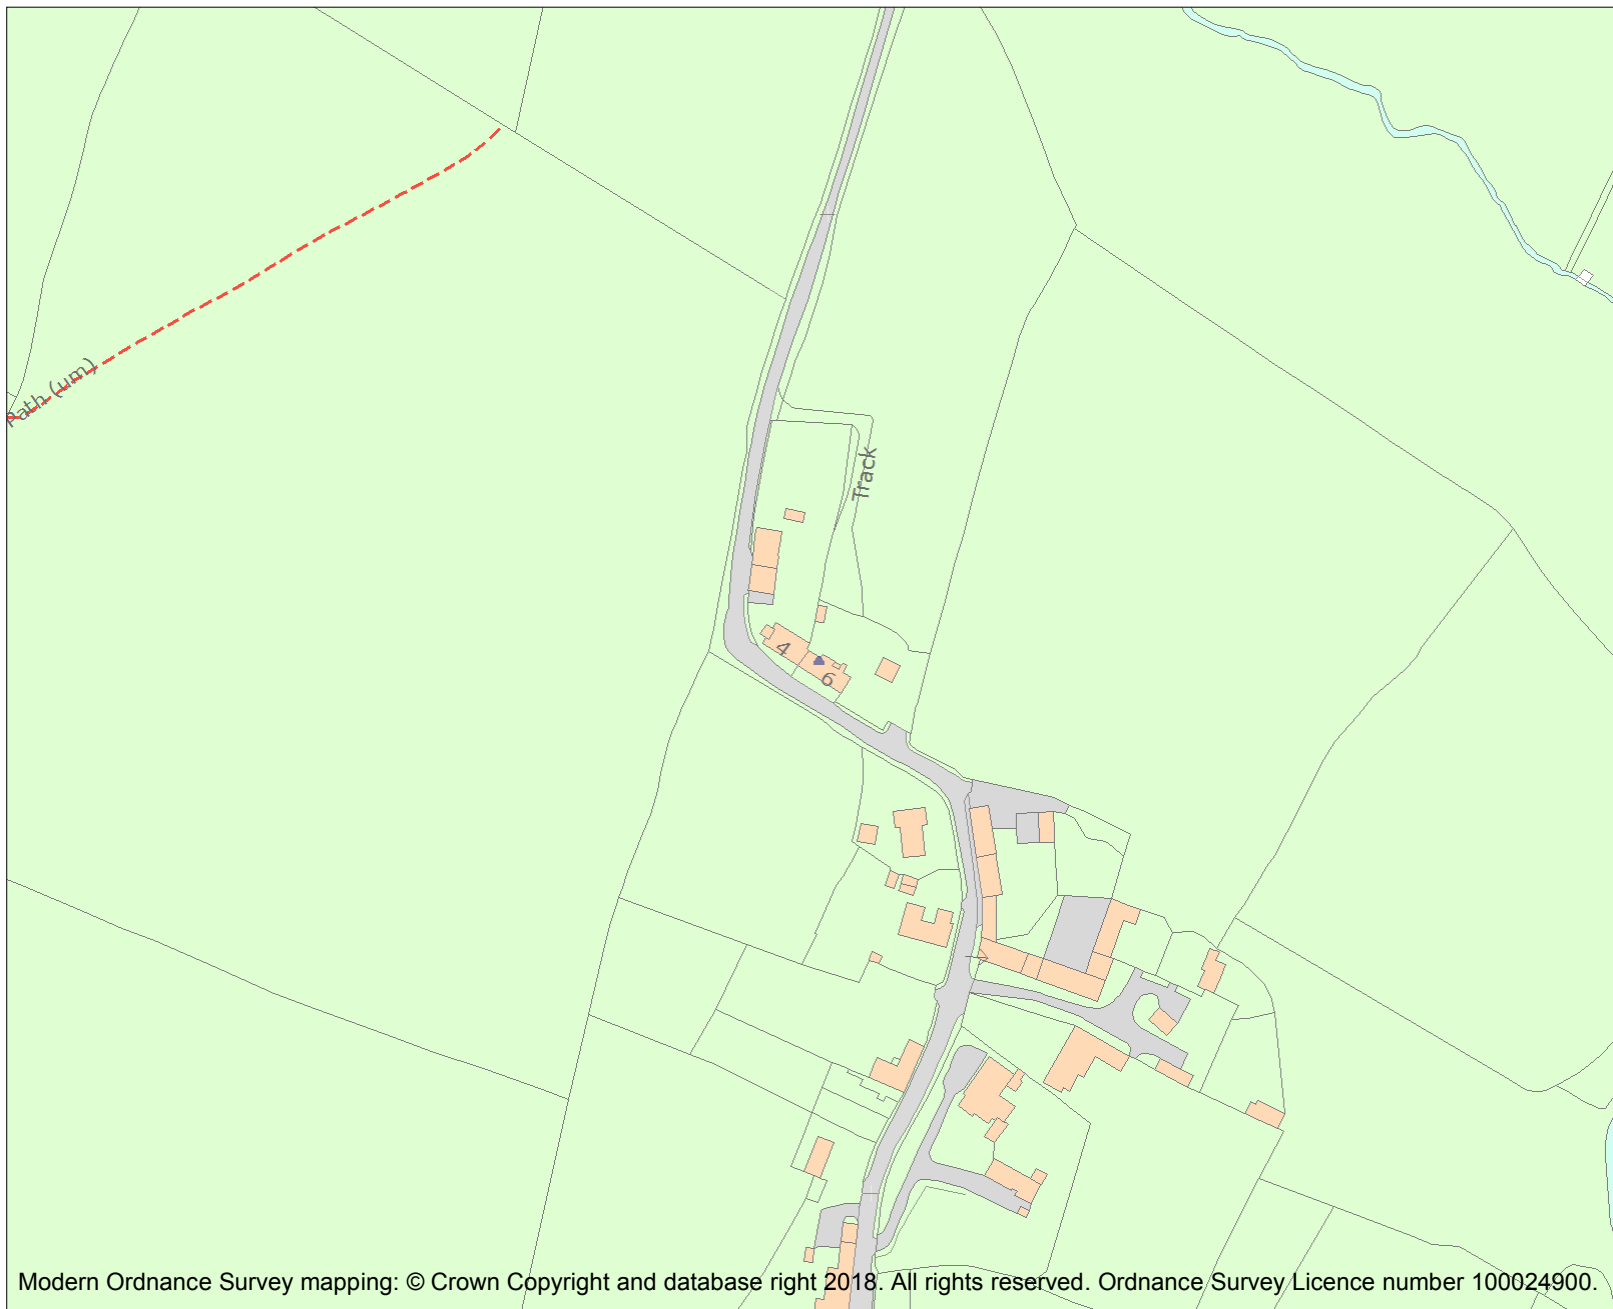 Path (um)
Track
4
6
Modern Ordnance Survey mapping: © Crown Copyright and database right 2018. All rights reserved. Ordnance Survey Licence number 100024900.